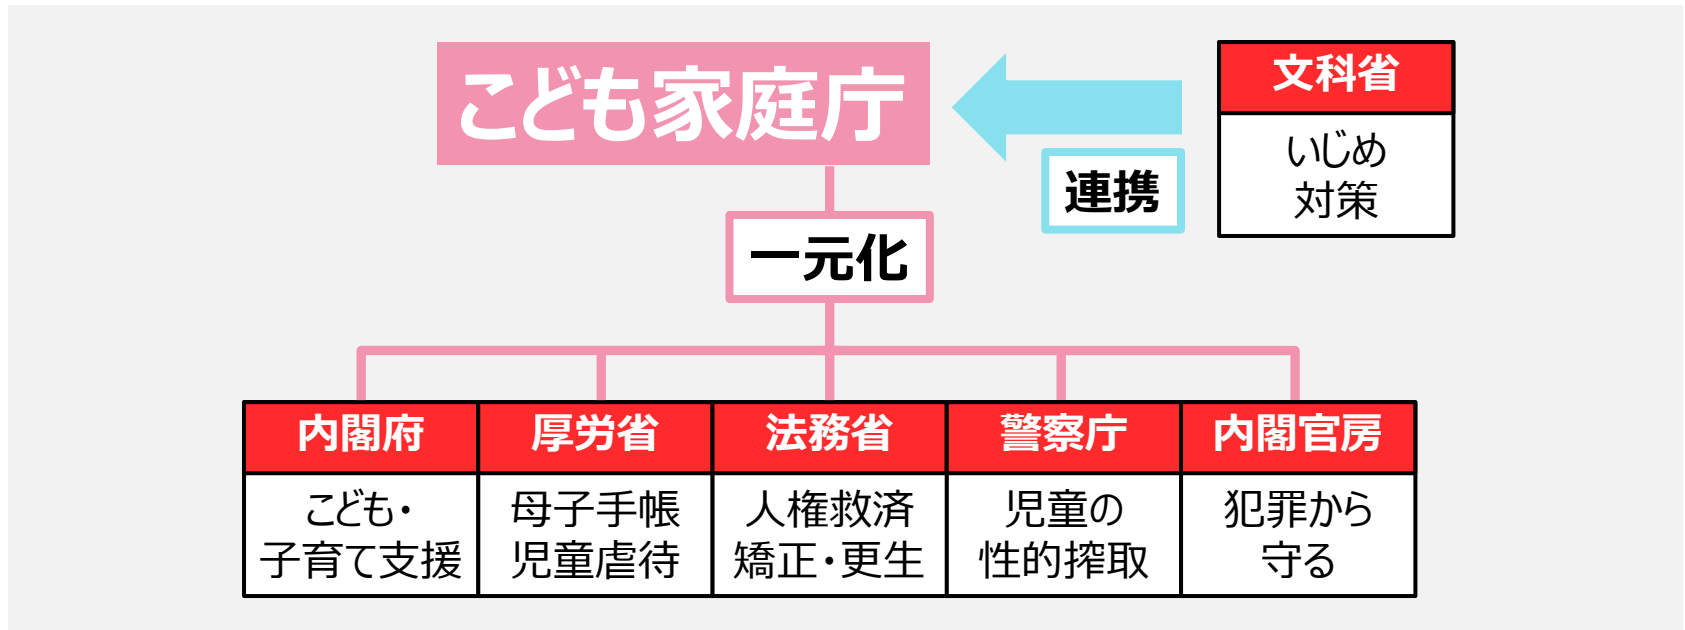 こども家庭庁
連携
文科省
いじめ
対策
一元化
内閣府
こども・
子育て支援
厚労省
母子手帳
児童虐待
法務省
人権救済
矯正・更生
警察庁
児童の
性的搾取
内閣官房
犯罪から
守る